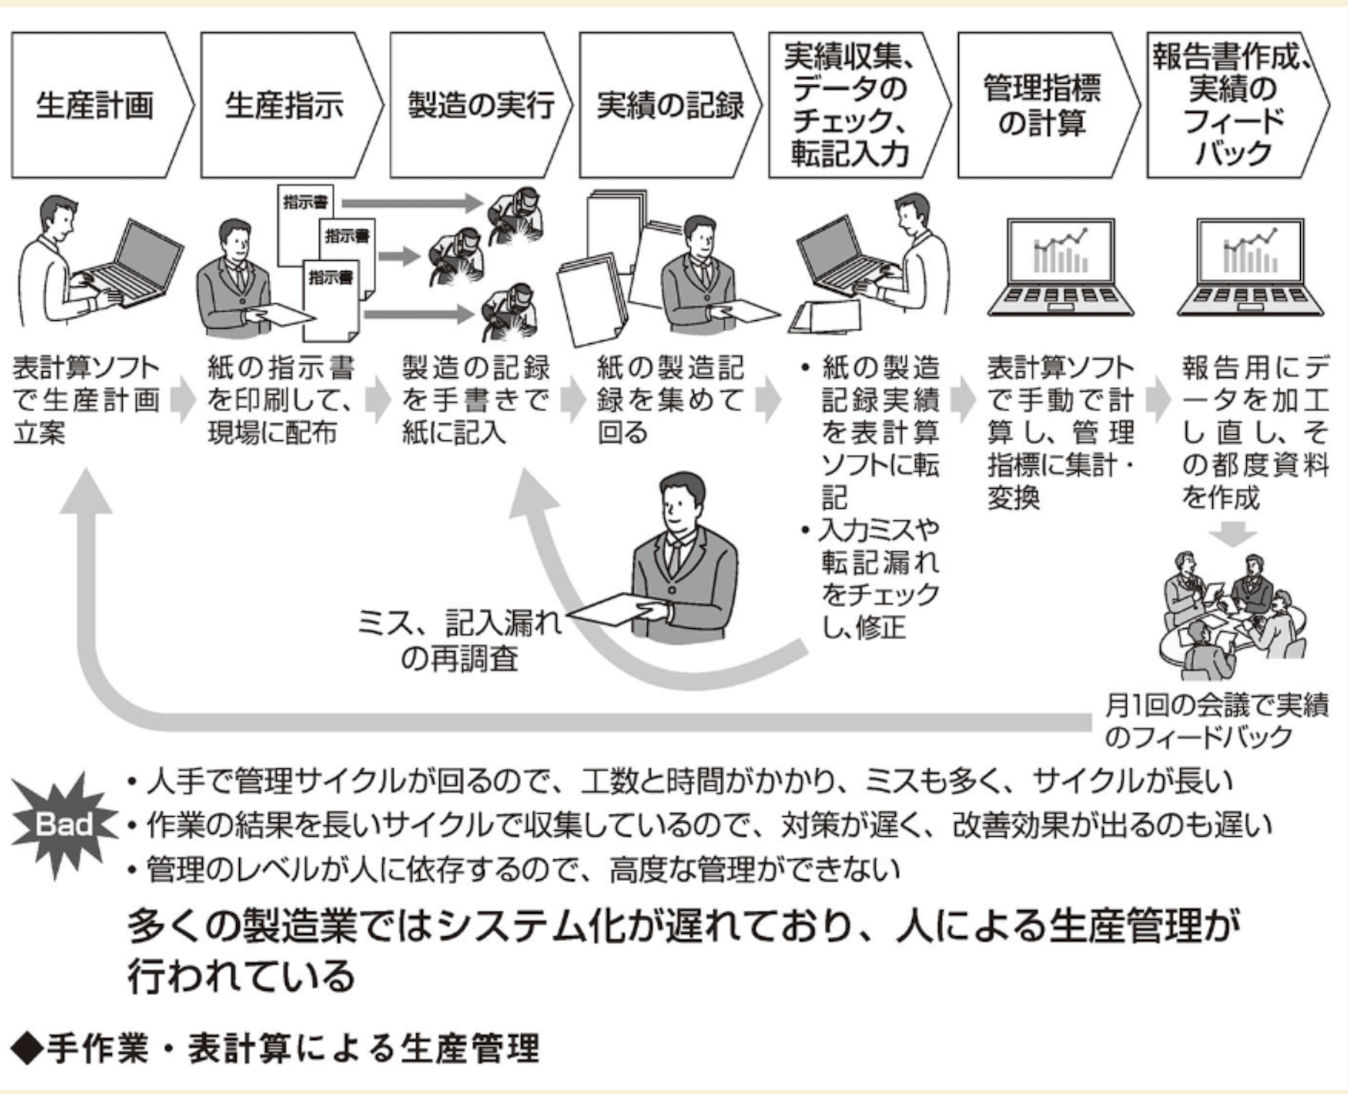 生産計画
生産指示
製造の実行
実績の記録
実績収集、
データの
チェック、
転記入力
管理指標
の計算
報告書作成、
実績の
フィード
バック
指示書
指示書
指示書
表計算ソフト
で生産計画
立案
紙の指示書
を印刷して、
現場に配布
製造の記録
を手書きで
紙に記入
紙の製造記
録を集めて
回る
・紙の製造
記録実績
を表計算
ソフトに転
記
・入力ミスや
転記漏れ
をチェック
し、修正
表計算ソフト
で手動で計
算し、管理
指標に集計・
変換
報告用にデ
ータを加工
し直し、そ
の都度資料
を作成
ミス、記入漏れ
の再調査
月1回の会議で実績
のフィードバック
Bad
・人手で管理サイクルが回るので、工数と時間がかかり、ミスも多く、サイクルが長い
・作業の結果を長いサイクルで収集しているので、対策が遅く、改善効果が出るのも遅い
・管理のレベルが人に依存するので、高度な管理ができない
多くの製造業ではシステム化が遅れており、人による生産管理が
行われている
◆手作業・表計算による生産管理